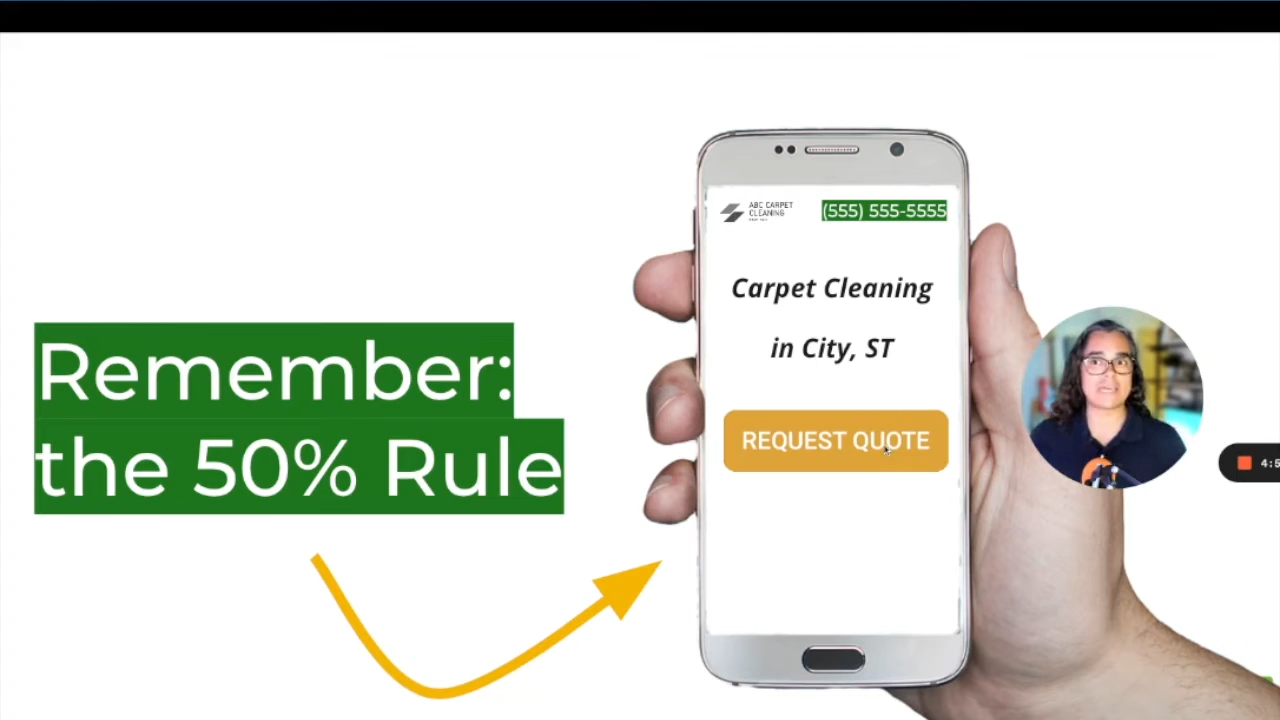 Remember:
the 50% Rule
ABC CARPET
CLEANING
(555) 555-5555
Carpet Cleaning
in City, ST
REQUEST QUOTE